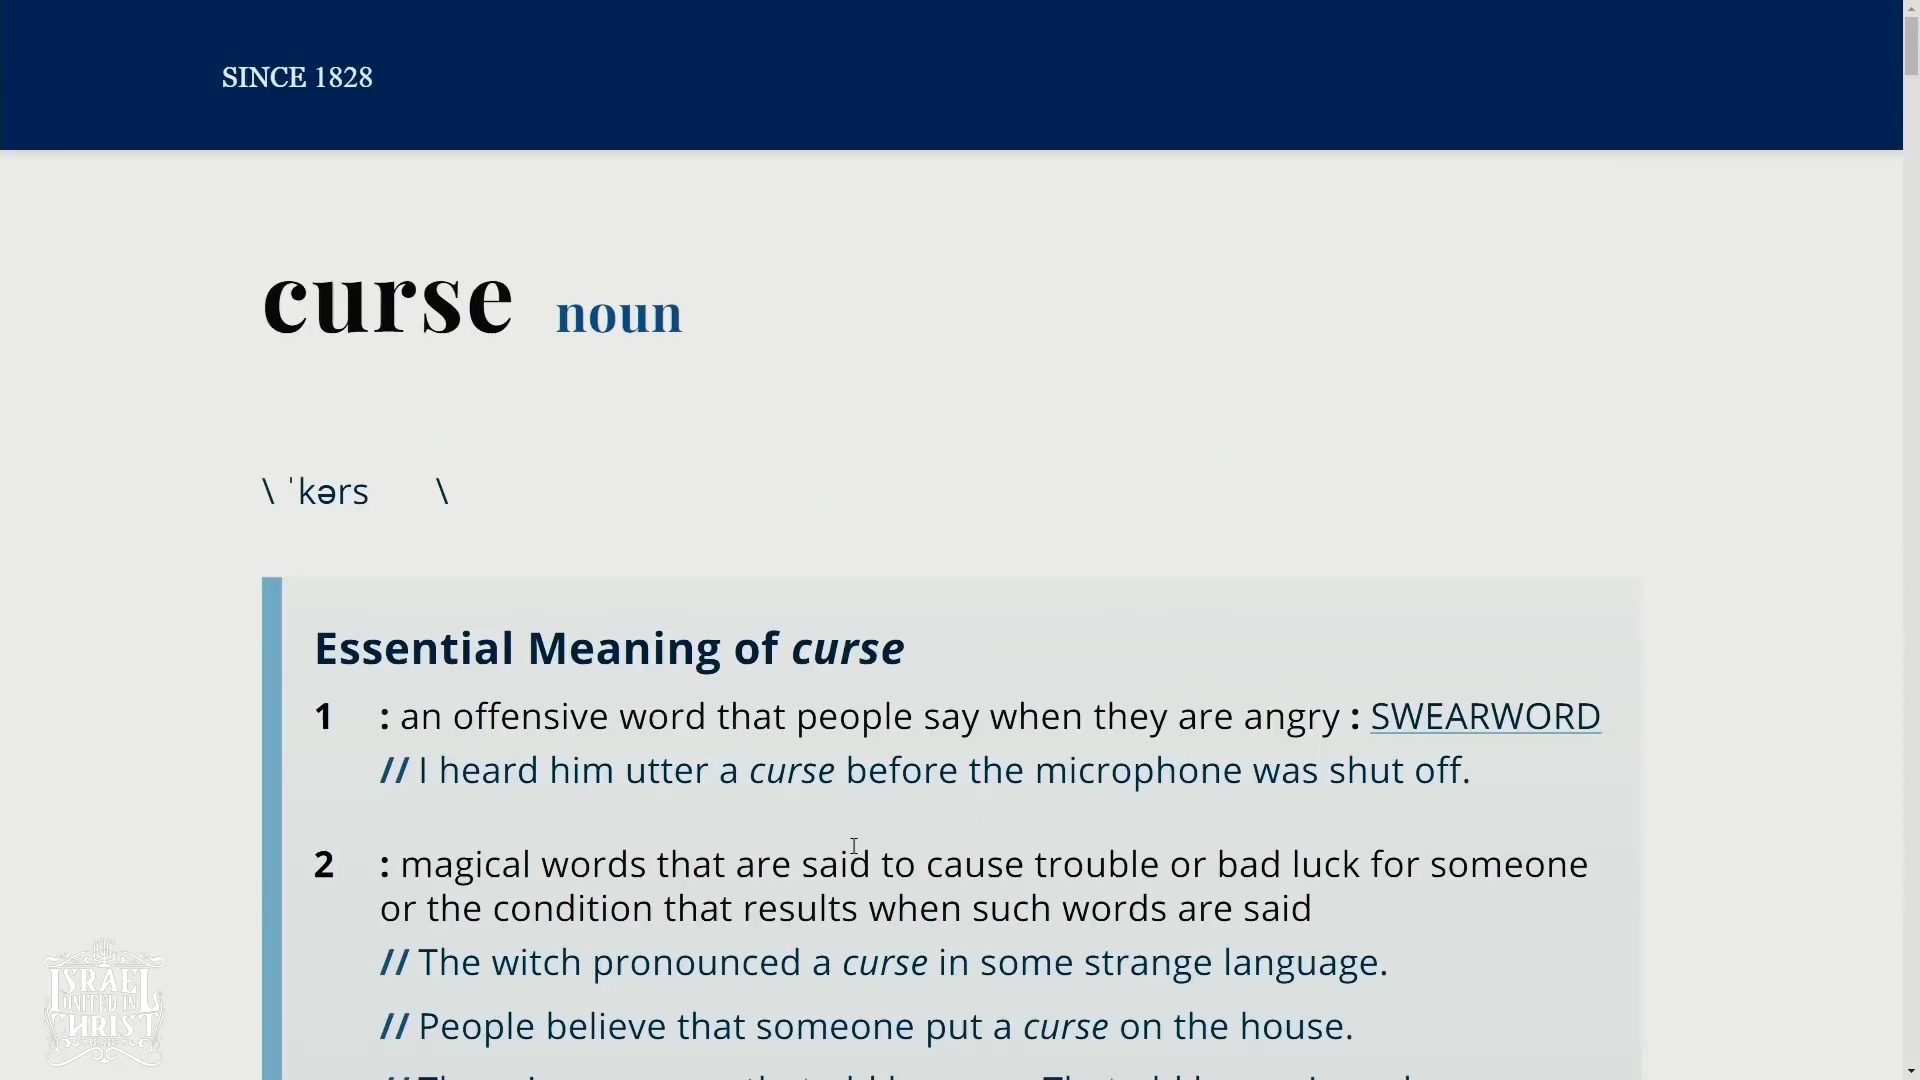 SINCE 1828
curse noun
\ ˈkərs \
Essential Meaning of curse
1 : an offensive word that people say when they are angry : SWEARWORD
// I heard him utter a curse before the microphone was shut off.
2 : magical words that are said to cause trouble or bad luck for someone
or the condition that results when such words are said
// The witch pronounced a curse in some strange language.
// People believe that someone put a curse on the house.
ISRAEL
UNITED IN
CHRIST